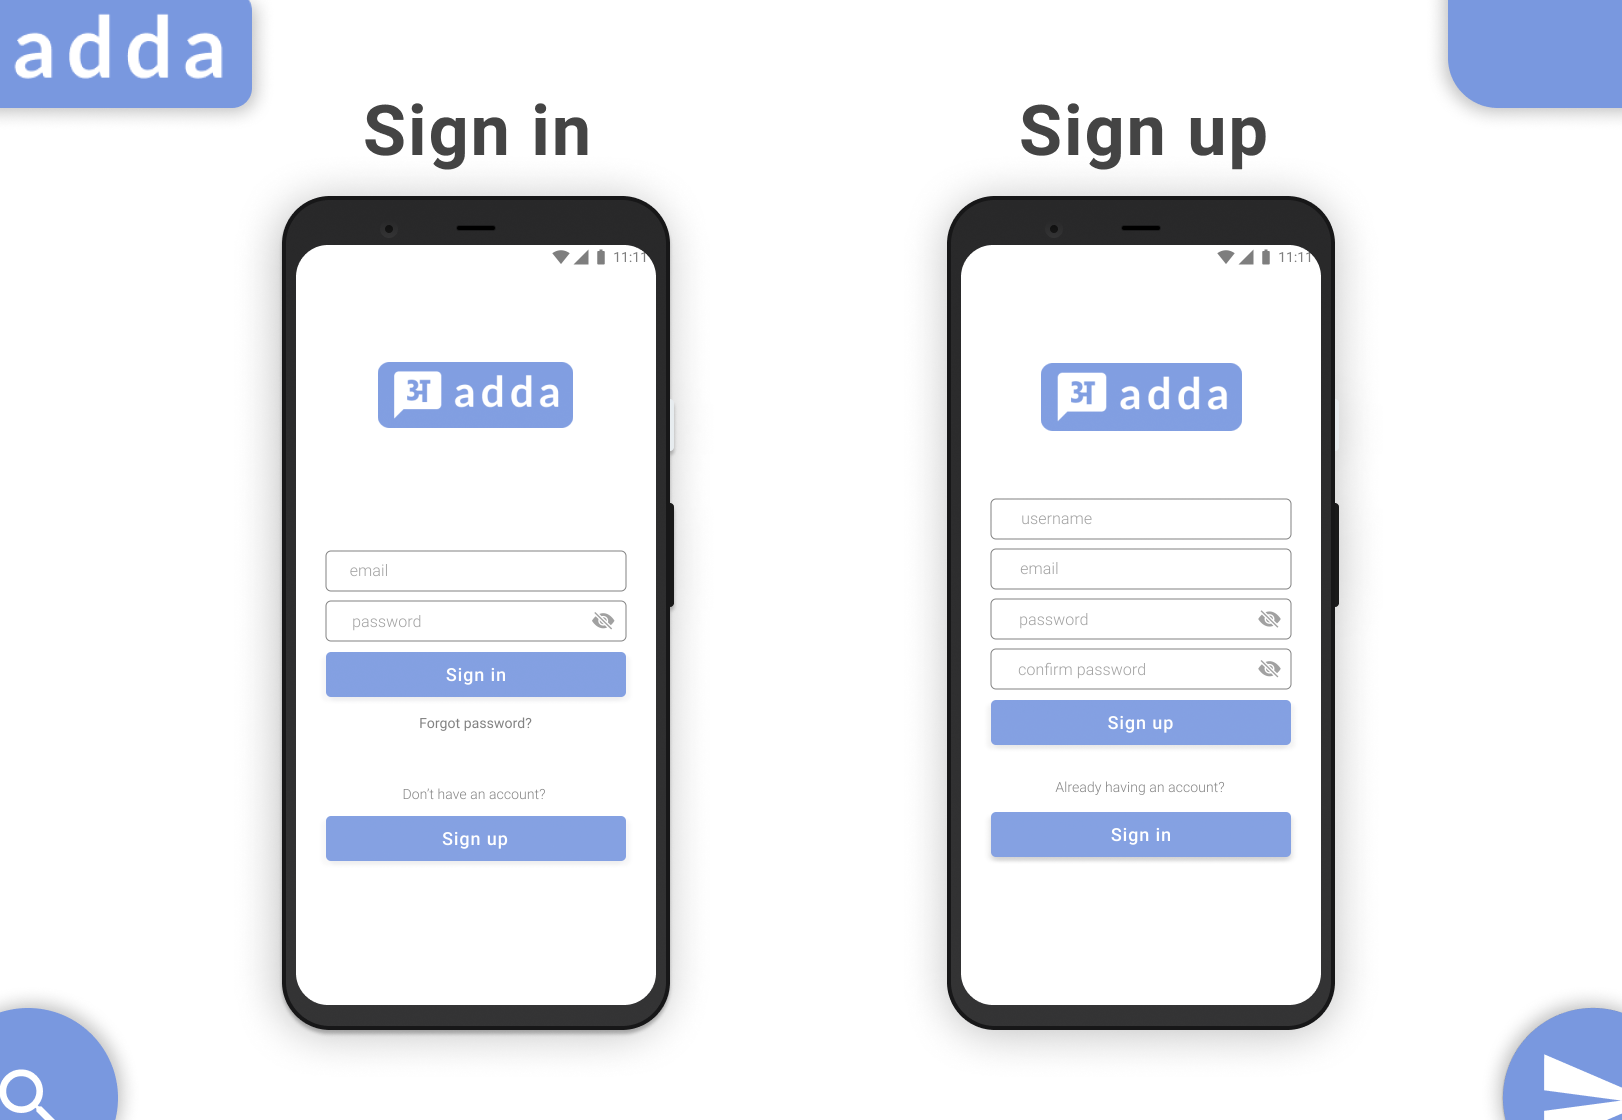 adda
Sign in
11:11
अ adda
email
password
Sign in
Forgot password?
Don't have an account?
Sign up
Sign up
11:11
अ adda
username
email
password
confirm password
Sign up
Already having an account?
Sign in